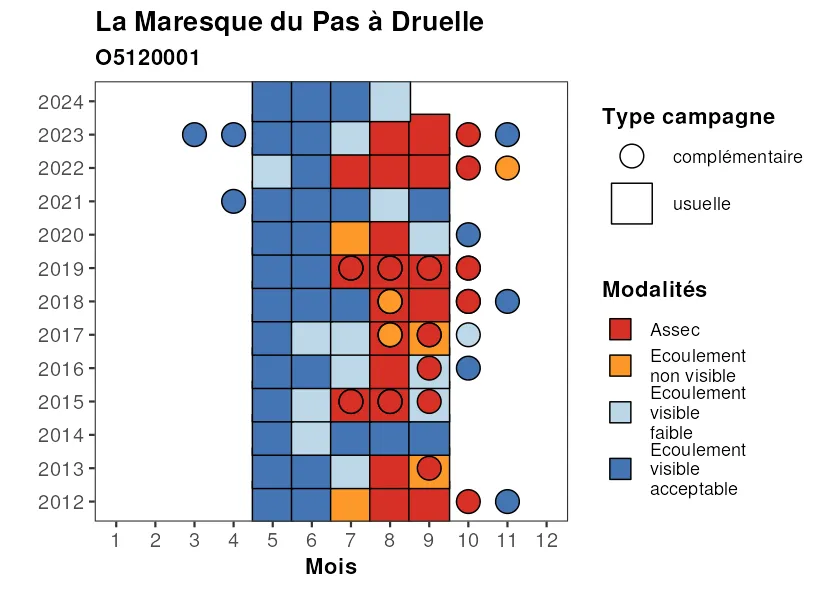 La Maresque du Pas à Druelle
O5120001
2024
2023
2022
2021
2020
2019
2018
2017
2016
2015
2014
2013
2012
1 2 3 4 5 6 7 8 9 10 11 12
Mois
Type campagne
complémentaire
usuelle
Modalités
Assec
Ecoulement
non visible
Ecoulement
visible
faible
Ecoulement
visible
acceptable